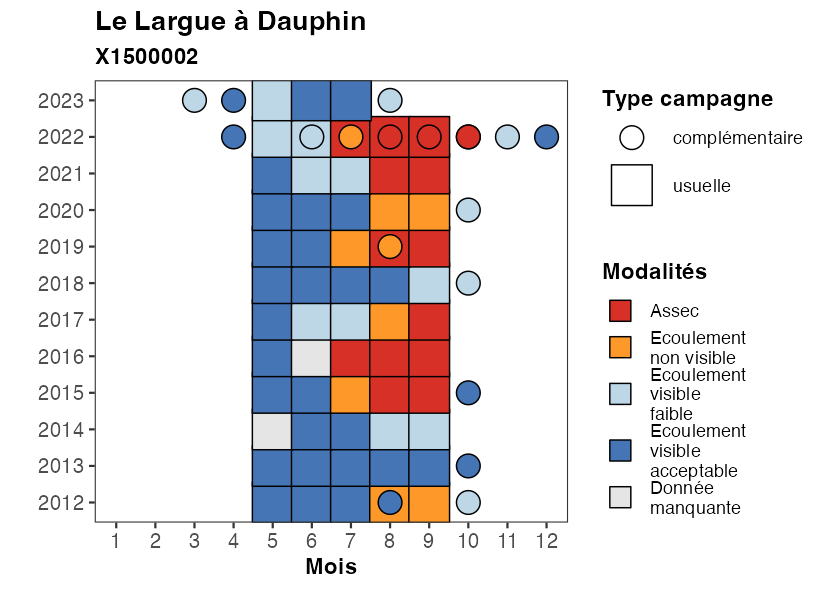 Le Largue à Dauphin
X1500002
2023
2022
2021
2020
2019
2018
2017
2016
2015
2014
2013
2012
1 2 3 4 5 6 7 8 9 10 11 12
Mois
Type campagne
complémentaire
usuelle
Modalités
Assec
Ecoulement
non visible
Ecoulement
visible
faible
Ecoulement
visible
acceptable
Donnée
manquante